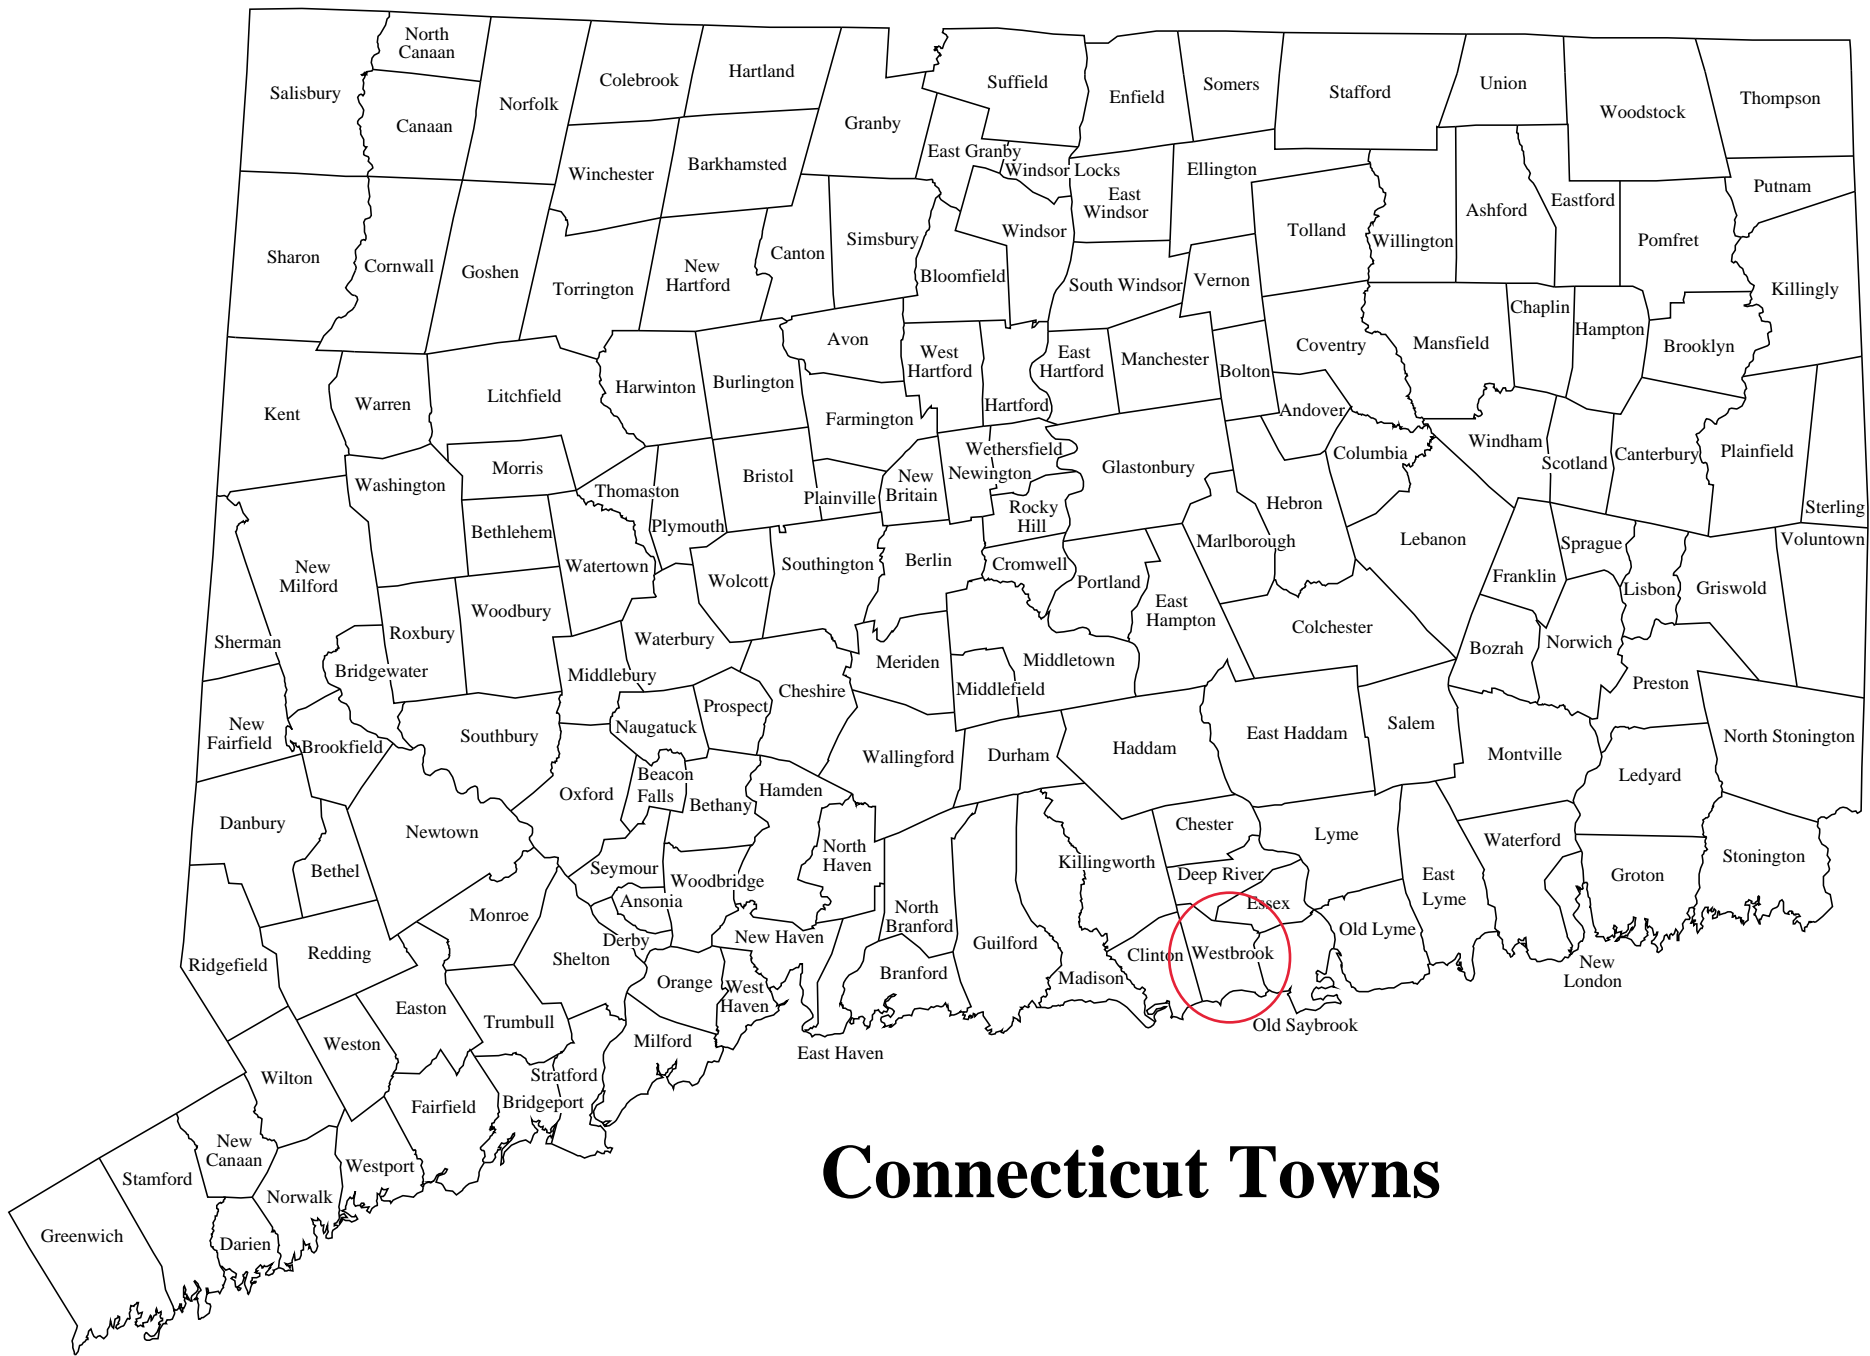 North
Canaan
Salisbury
Canaan
Norfolk
Colebrook
Hartland
Granby
Suffield
Enfield
Somers
Stafford
Union
Woodstock
Thompson
Winchester
Barkhamsted
East Granby
Windsor Locks
East
Windsor
Ellington
Putnam
Sharon
Cornwall
Goshen
Torrington
New
Hartford
Canton
Simsbury
Bloomfield
Windsor
South Windsor
Vernon
Tolland
Willington
Ashford
Eastford
Pomfret
Killingly
Kent
Warren
Litchfield
Harwinton
Burlington
Avon
Farmington
West
Hartford
Hartford
East
Hartford
Manchester
Bolton
Coventry
Andover
Mansfield
Chaplin
Hampton
Brooklyn
Washington
Morris
Thomaston
Plymouth
Bristol
Plainville
New
Britain
Newington
Wethersfield
Rocky
Hill
Glastonbury
Hebron
Columbia
Windham
Scotland
Canterbury
Plainfield
Sterling
New
Milford
Bethlehem
Watertown
Wolcott
Southington
Berlin
Cromwell
Portland
Marlborough
East
Hampton
Colchester
Lebanon
Franklin
Sprague
Lisbon
Griswold
Voluntown
Sherman
Bridgewater
Roxbury
Woodbury
Middlebury
Waterbury
Cheshire
Meriden
Middlefield
Middletown
Bozrah
Norwich
Preston
New
Fairfield
Brookfield
Southbury
Naugatuck
Prospect
Wallingford
Durham
Haddam
East Haddam
Salem
Montville
Ledyard
North Stonington
Danbury
Bethel
Newtown
Oxford
Beacon
Falls
Bethany
Hamden
North
Haven
Killingworth
Chester
Deep River
Essex
Lyme
East
Lyme
Waterford
Groton
Stonington
Ridgefield
Redding
Monroe
Seymour
Ansonia
Derby
Woodbridge
New Haven
North
Branford
Branford
Guilford
Madison
Clinton
Westbrook
Old Saybrook
Old Lyme
New
London
Shelton
Orange
West
Haven
East Haven
Easton
Trumbull
Milford
Weston
Wilton
Fairfield
Bridgeport
Stratford
Westport
Norwalk
New
Canaan
Stamford
Darien
Greenwich
Connecticut Towns